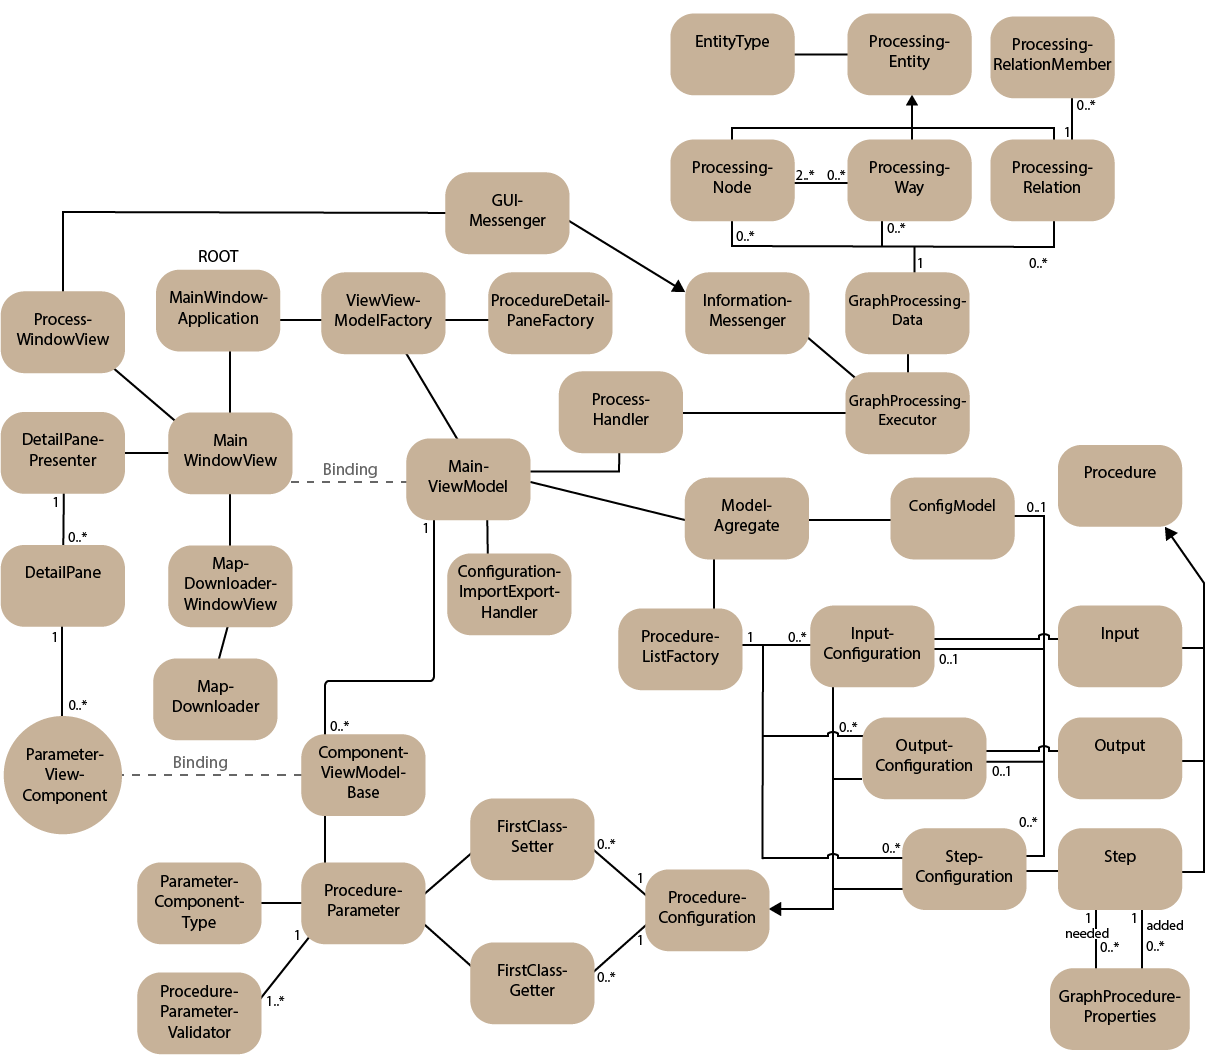 EntityType
Processing-
Entity
Processing-
RelationMember
0..*
1
Processing-
Node
2..*
0..*
Processing-
Way
Processing-
Relation
GUI-
Messenger
0..*
0..*
1
0..*
ROOT
MainWindow-
Application
ViewView-
ModelFactory
ProcedureDetail-
PaneFactory
Information-
Messenger
GraphProcessing-
Data
Process-
WindowView
Process-
Handler
GraphProcessing-
Executor
DetailPane-
Presenter
Main
WindowView
Binding
Main-
ViewModel
Procedure
1
0..*
1
Model-
Agregate
ConfigModel
0..1
DetailPane
Map-
Downloader-
WindowView
Configuration-
ImportExport-
Handler
1
0..*
Procedure-
ListFactory
1
0..*
Input-
Configuration
0..1
Input
Map-
Downloader
0..*
0..*
Output-
Configuration
0..1
Output
Parameter-
View-
Component
Binding
Component-
ViewModel-
Base
FirstClass-
Setter
0..*
1
0..*
0..*
Step-
Configuration
Step
Parameter-
Component-
Type
Procedure-
Parameter
1
Procedure-
Configuration
1
0..*
FirstClass-
Getter
1
needed
0..*
1
added
0..*
Procedure-
Parameter-
Validator
1..*
GraphProcedure-
Properties